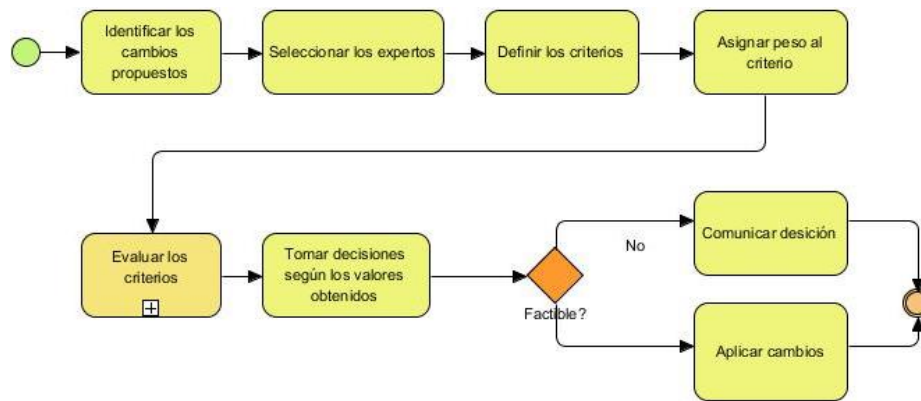 Identificar los
cambios
propuestos
Seleccionar los expertos
Definir los criterios
Asignar peso al
criterio
Evaluar los
criterios
Tomar decisiones
según los valores
obtenidos
Factible?
No
Comunicar desición
Aplicar cambios